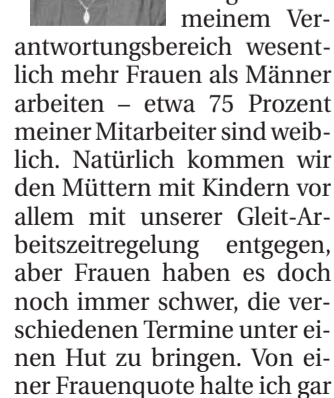 meinem Ver-
antwortungsbereich wesent-
lich mehr Frauen als Männer
arbeiten – etwa 75 Prozent
meiner Mitarbeiter sind weib-
lich. Natürlich kommen wir
den Müttern mit Kindern vor
allem mit unserer Gleit-Ar-
beitszeitregelung entgegen,
aber Frauen haben es doch
noch immer schwer, die ver-
schiedenen Termine unter ei-
nen Hut zu bringen. Von ei-
ner Frauenquote halte ich gar